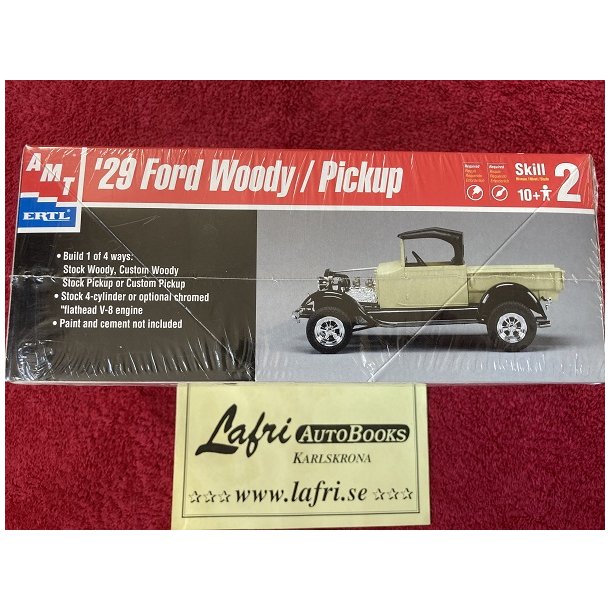 AMT
ERTL
'29 Ford Woody / Pickup
Required
Required
Skill
2
10+
• Build 1 of 4 ways:
Stock Woody, Custom Woody
Stock Pickup or Custom Pickup
• Stock 4-cylinder or optional chromed
"flathead V-8 engine
• Paint and cement not included
Lafri AUTOBOOKS
KARLSKRONA
www.lafri.se